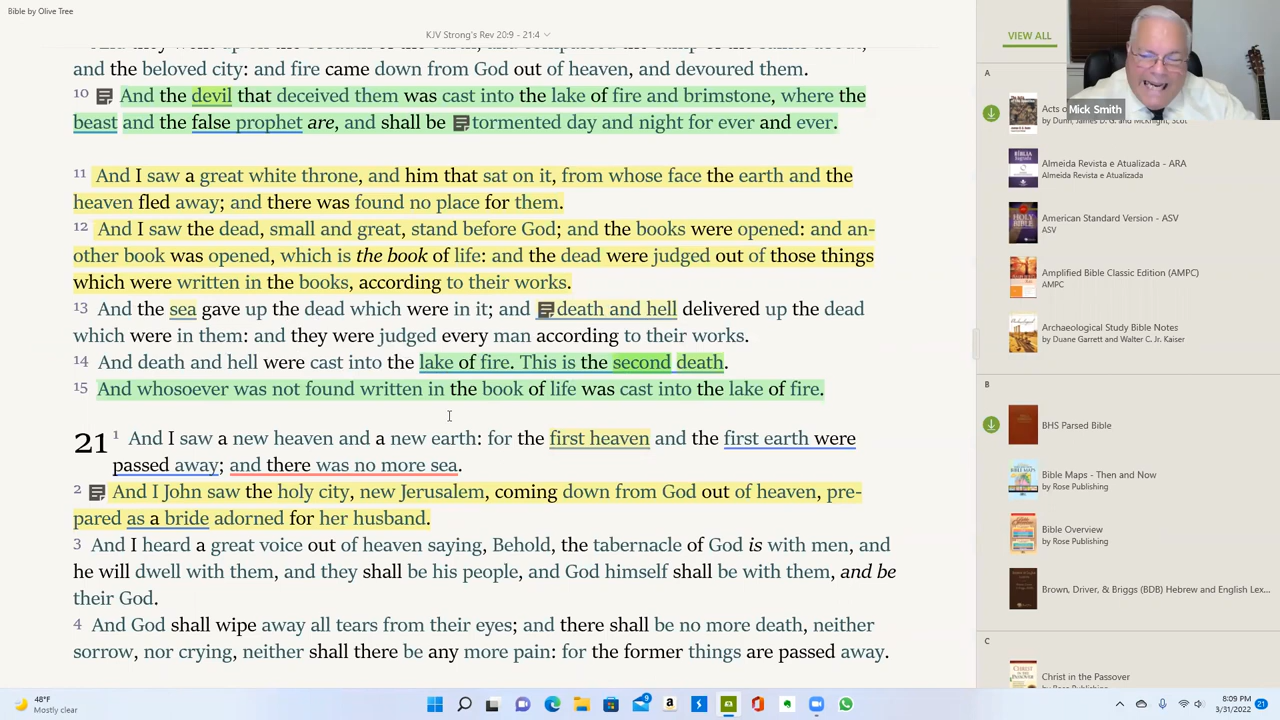 Bible by Olive Tree
KJV Strong's Rev 20:9 - 21:4
and the beloved city: and fire came down from God out of heaven, and devoured them.
10 And the devil that deceived them was cast into the lake of fire and brimstone, where the
beast and the false prophet are, and shall be tormented day and night for ever and ever.
11 And I saw a great white throne, and him that sat on it, from whose face the earth and the
heaven fled away; and there was found no place for them.
12 And I saw the dead, small and great, stand before God; and the books were opened: and an-
other book was opened, which is the book of life: and the dead were judged out of those things
which were written in the books, according to their works.
13 And the sea gave up the dead which were in it; and death and hell delivered up the dead
which were in them: and they were judged every man according to their works.
14 And death and hell were cast into the lake of fire. This is the second death.
15 And whosoever was not found written in the book of life was cast into the lake of fire.
21 1 And I saw a new heaven and a new earth: for the first heaven and the first earth were
passed away; and there was no more sea.
2 And I John saw the holy city, new Jerusalem, coming down from God out of heaven, pre-
pared as a bride adorned for her husband.
3 And I heard a great voice out of heaven saying, Behold, the tabernacle of God is with men, and
he will dwell with them, and they shall be his people, and God himself shall be with them, and be
their God.
4 And God shall wipe away all tears from their eyes; and there shall be no more death, neither
sorrow, nor crying, neither shall there be any more pain: for the former things are passed away.
VIEW ALL
Mick Smith
A
Acts o
by Dunn, James D. G. and McKnight, Scot
Almeida Revista e Atualizada - ARA
Almeida Revista e Atualizada
HOLY
BIBLE
American Standard Version - ASV
ASV
Amplified Bible Classic Edition (AMPC)
AMPC
Archaeological Study Bible Notes
by Duane Garrett and Walter C. Jr. Kaiser
B
BHS Parsed Bible
Bible Maps - Then and Now
by Rose Publishing
Bible Overview
by Rose Publishing
Brown, Driver, & Briggs (BDB) Hebrew and English Lex...
C
Christ in the Passover
48°F
Mostly clear
8:09 PM
3/31/2022
21